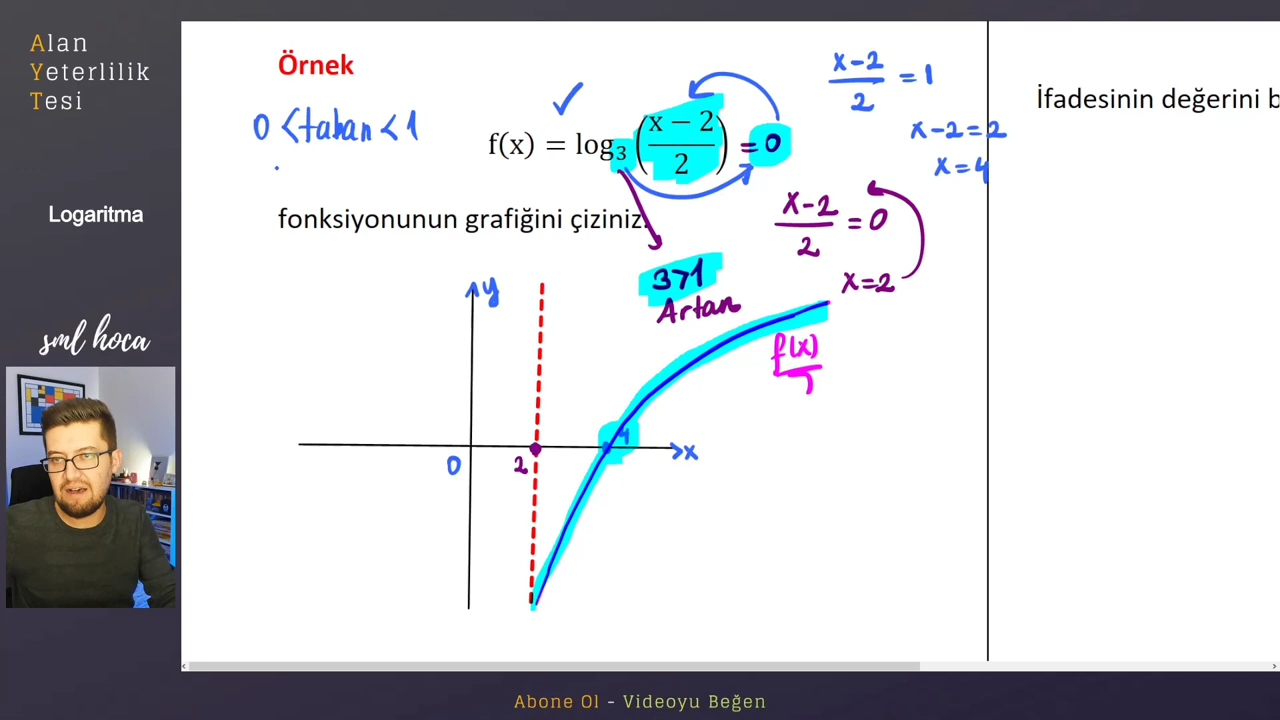 Alan
Yeterlilik
Tesi
Logaritma
sml hoca
Örnek
0 < taban < 1
f(x) = log₃ ((x − 2)/2) = 0
fonksiyonunun grafiğini çiziniz.
(x−2)/2 = 1
x−2=2
x=4
(x−2)/2 = 0
x=2
3>1
Artan
y
f(x)
4
x
0
2
İfadesinin değerini b
Abone Ol - Videoyu Beğen